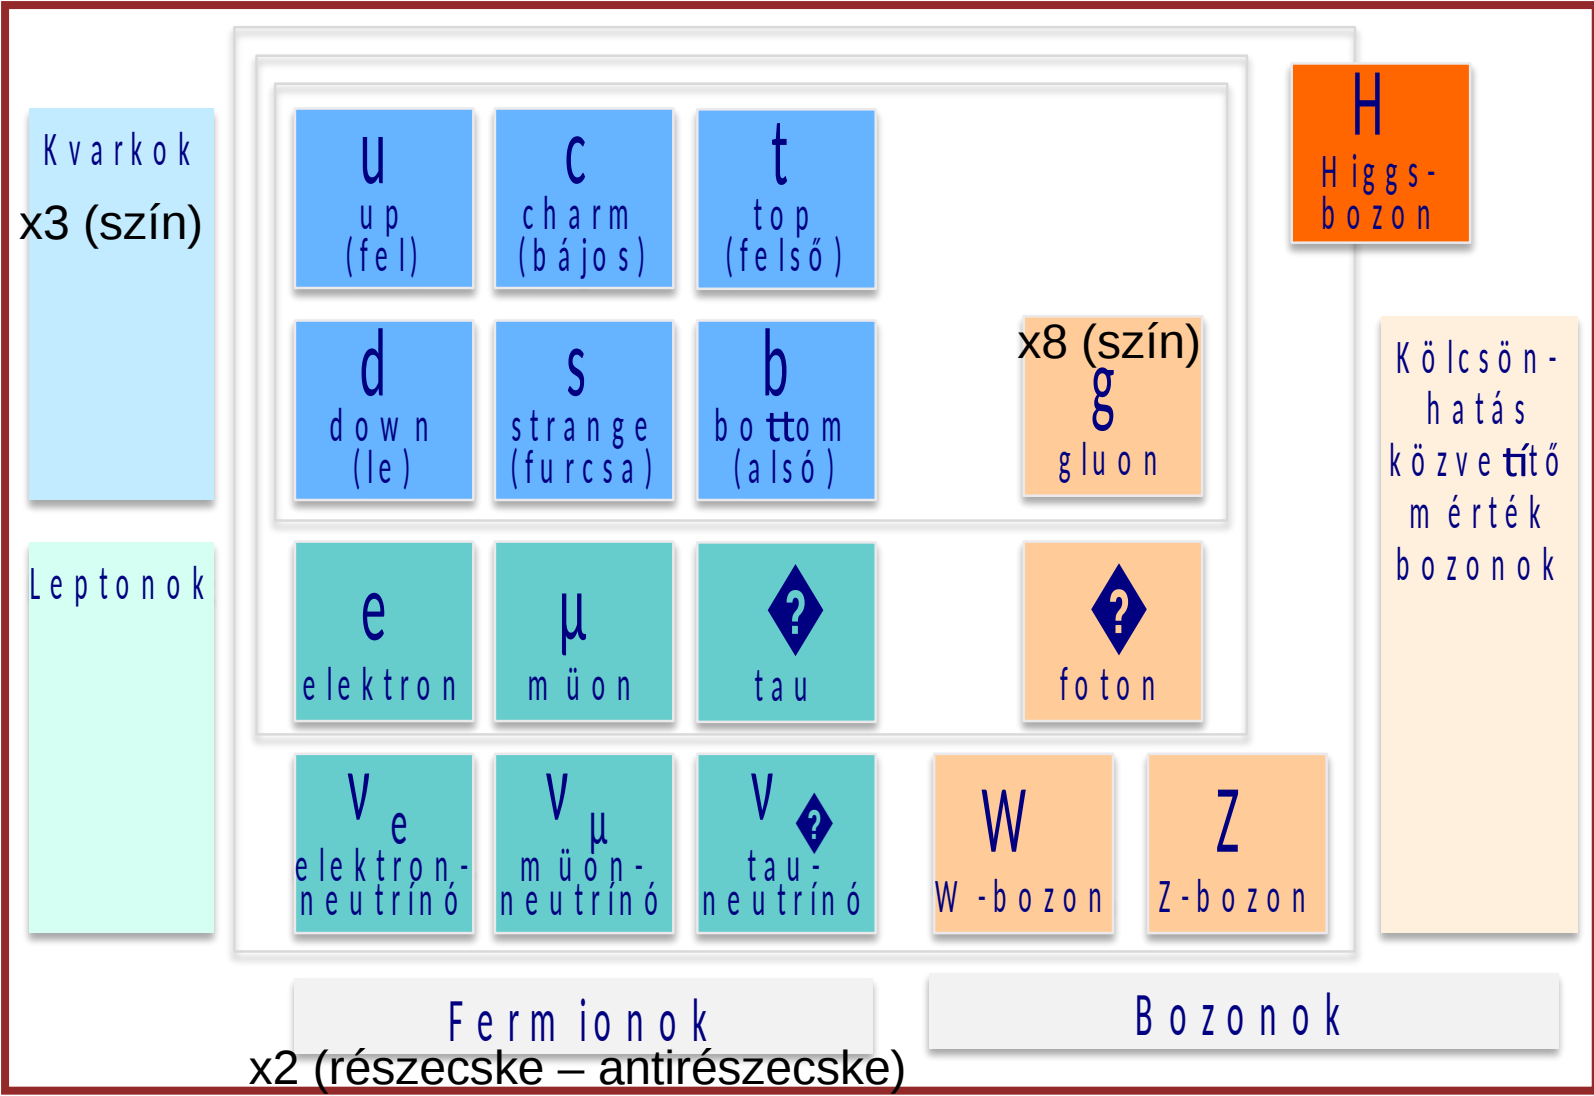 Kvarkok
x3 (szín)
u
up
(fel)
c
charm
(bájos)
t
top
(felső)
H
Higgs-
bozon
d
down
(le)
s
strange
(furcsa)
b
bottom
(alsó)
x8 (szín)
g
gluon
Kölcsön-
hatás
közvetítő
mérték
bozonok
Leptonok
e
elektron
µ
müon
�
tau
�
foton
ν e
elektron-
neutrínó
ν µ
müon-
neutrínó
ν �
tau-
neutrínó
W
W-bozon
Z
Z-bozon
Fermionok
x2 (részecske – antirészecske)
Bozonok